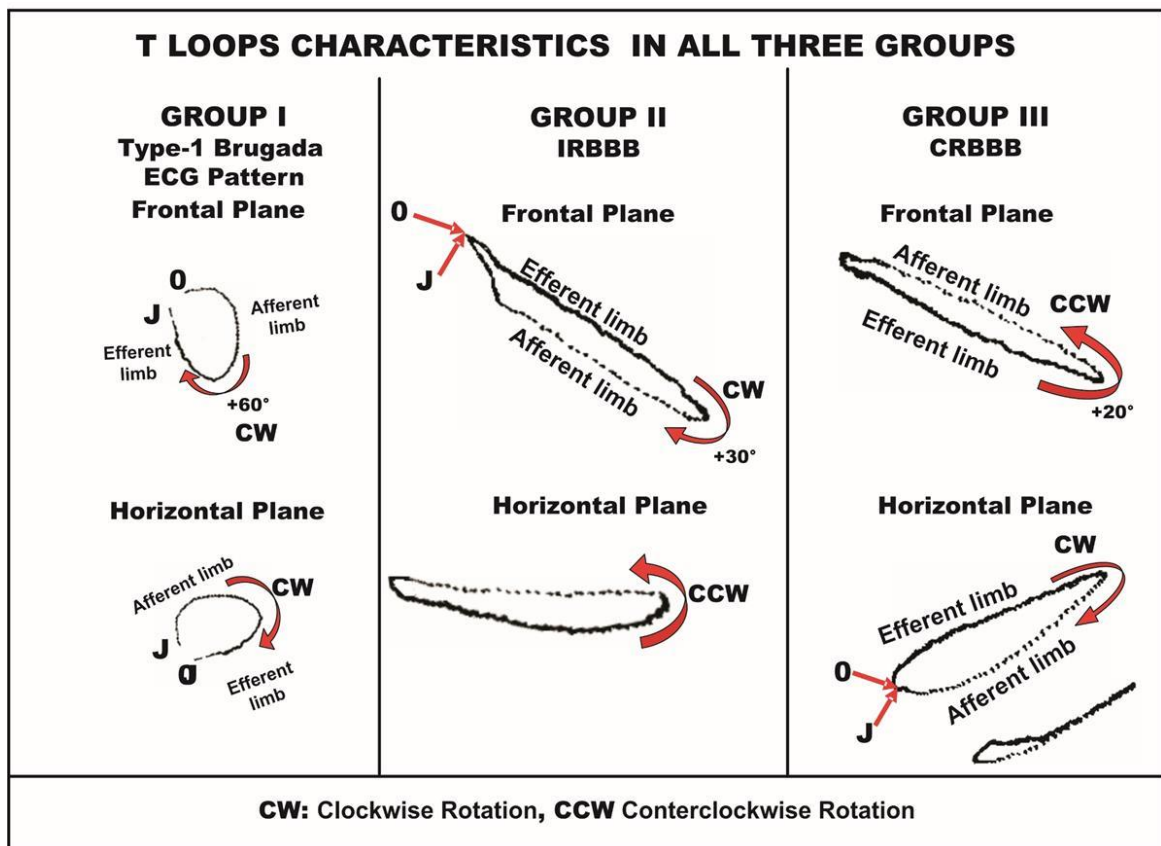 T LOOPS CHARACTERISTICS IN ALL THREE GROUPS
GROUP I
Type-1 Brugada
ECG Pattern
Frontal Plane
0
J
Afferent
limb
Efferent
limb
+60°
CW
Horizontal Plane
Afferent limb
CW
J
0
Efferent
limb
GROUP II
IRBBB
Frontal Plane
0
J
Efferent limb
Afferent limb
CW
+30°
Horizontal Plane
CCW
GROUP III
CRBBB
Frontal Plane
Afferent limb
CCW
Efferent limb
+20°
Horizontal Plane
CW
Efferent limb
0
Afferent limb
J
CW: Clockwise Rotation, CCW Conterclockwise Rotation